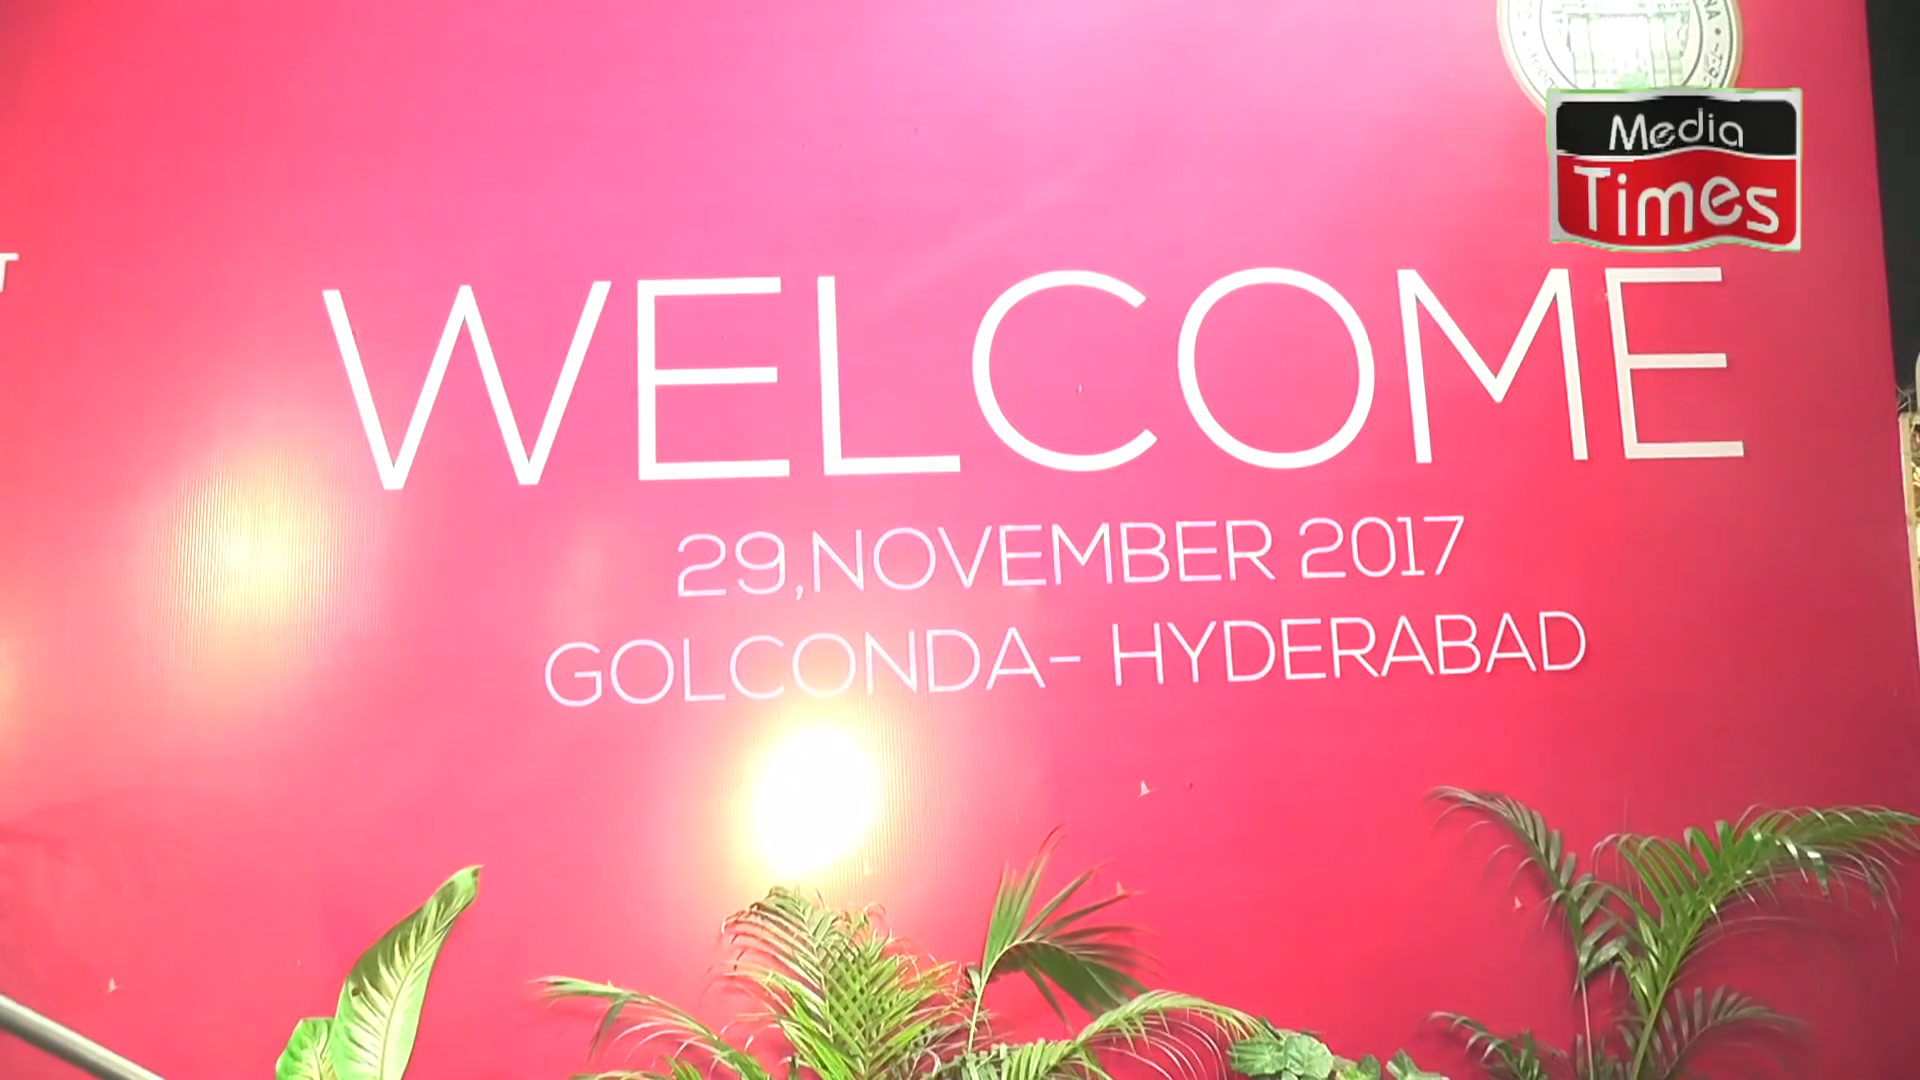 Media
Times
WELCOME
29,NOVEMBER 2017
GOLCONDA- HYDERABAD